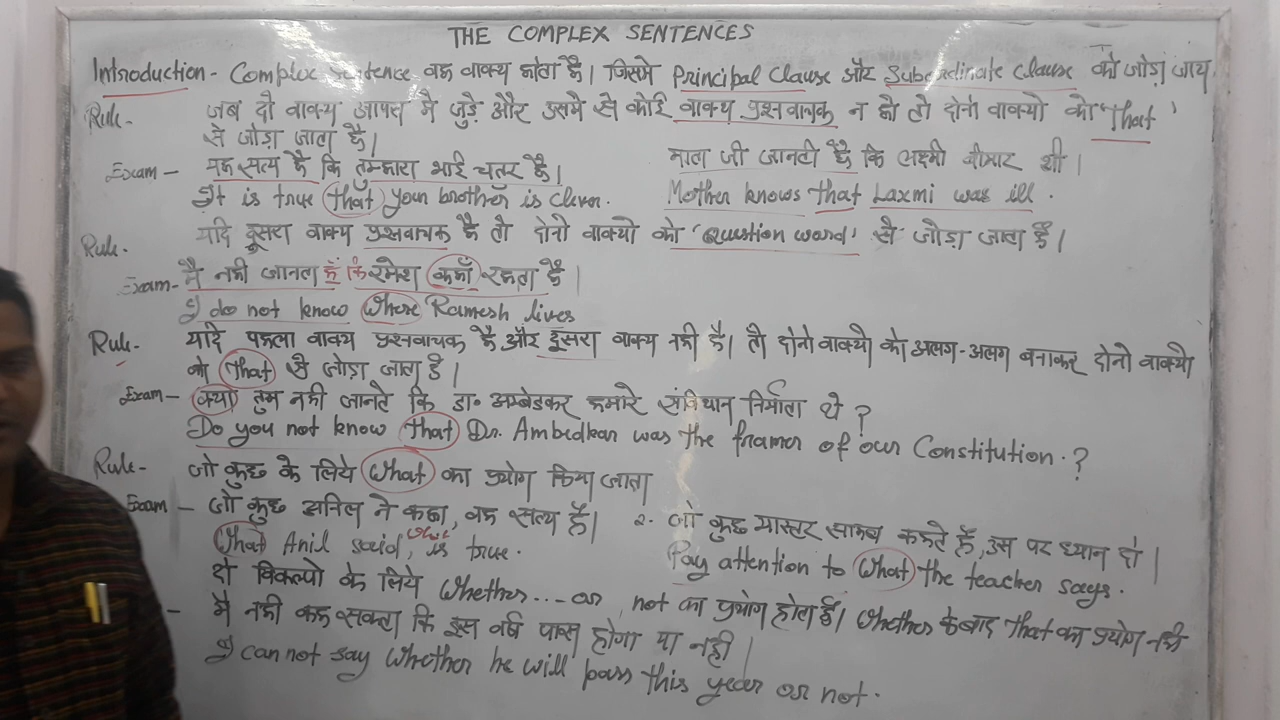 THE COMPLEX SENTENCES
Introduction - Complex sentence वह वाक्य होता है। जिसमे Principal Clause और Subordinate Clause को जोड़ा जाय
Rule- जब दो वाक्य आपस मे जुड़े और उसमे से कोई वाक्य प्रश्नवाचक न हो तो दोनो वाक्यो को 'That'
से जोड़ा जाता है।
Exam - यह सत्य है कि तुम्हारा भाई चतुर है। माता जी जानती है कि लक्ष्मी बीमार थी।
It is true that your brother is clever. Mother knows that Laxmi was ill.
Rule- यदि दूसरा वाक्य प्रश्नवाचक है तो दोनो वाक्यो को 'Question word' से जोड़ा जाता है।
Exam- मै नही जानता हूँ कि रमेश कहाँ रहता है।
I do not know where Ramesh lives
Rule- यदि पहला वाक्य प्रश्नवाचक है और दूसरा वाक्य नही है। तो दोनो वाक्यो को अलग-अलग बनाकर दोनो वाक्यो
को That से जोड़ा जाता है।
Exam- क्या तुम नही जानते कि डा० अम्बेडकर हमारे संविधान निर्माता थे?
Do you not know that Dr. Ambedkar was the framer of our Constitution.?
Rule- जो कुछ के लिये What का प्रयोग किया जाता
Exam - जो कुछ अनिल ने कहा, वह सत्य है। 2. जो कुछ मास्टर साहब कहते है, उस पर ध्यान दो।
What Anil said, is true. Pay attention to what the teacher says.
दो विकल्पो के लिये Whether ... or not का प्रयोग होता है। Whether के बाद That का प्रयोग नही
- मै नही कह सकता कि इस वर्ष पास होगा या नही।
I can not say whether he will pass this year or not.